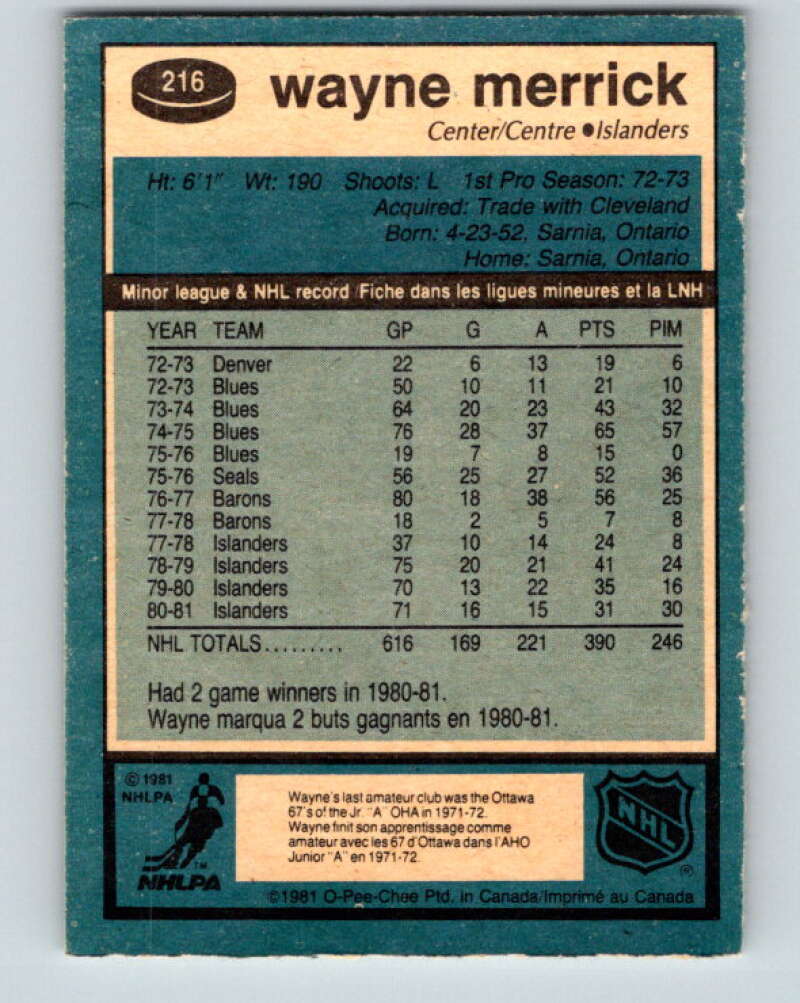 216
wayne merrick
Center/Centre ●Islanders
Ht: 6'1" Wt: 190 Shoots: L 1st Pro Season: 72-73
Acquired: Trade with Cleveland
Born: 4-23-52, Sarnia, Ontario
Home: Sarnia, Ontario
Minor league & NHL record/Fiche dans les ligues mineures et la LNH
YEAR TEAM GP G A PTS PIM
72-73 Denver 22 6 13 19 6
72-73 Blues 50 10 11 21 10
73-74 Blues 64 20 23 43 32
74-75 Blues 76 28 37 65 57
75-76 Blues 19 7 8 15 0
75-76 Seals 56 25 27 52 36
76-77 Barons 80 18 38 56 25
77-78 Barons 18 2 5 7 8
77-78 Islanders 37 10 14 24 8
78-79 Islanders 75 20 21 41 24
79-80 Islanders 70 13 22 35 16
80-81 Islanders 71 16 15 31 30
NHL TOTALS......... 616 169 221 390 246
Had 2 game winners in 1980-81.
Wayne marqua 2 buts gagnants en 1980-81.
© 1981
NHLPA
TM
NHLPA
Wayne's last amateur club was the Ottawa
67's of the Jr. "A" OHA in 1971-72.
Wayne finit son apprentissage comme
amateur avec les 67 d'Ottawa dans l'AHO
Junior "A" en 1971-72.
NHL
®
©1981 O-Pee-Chee Ptd. in Canada/Imprimé au Canada